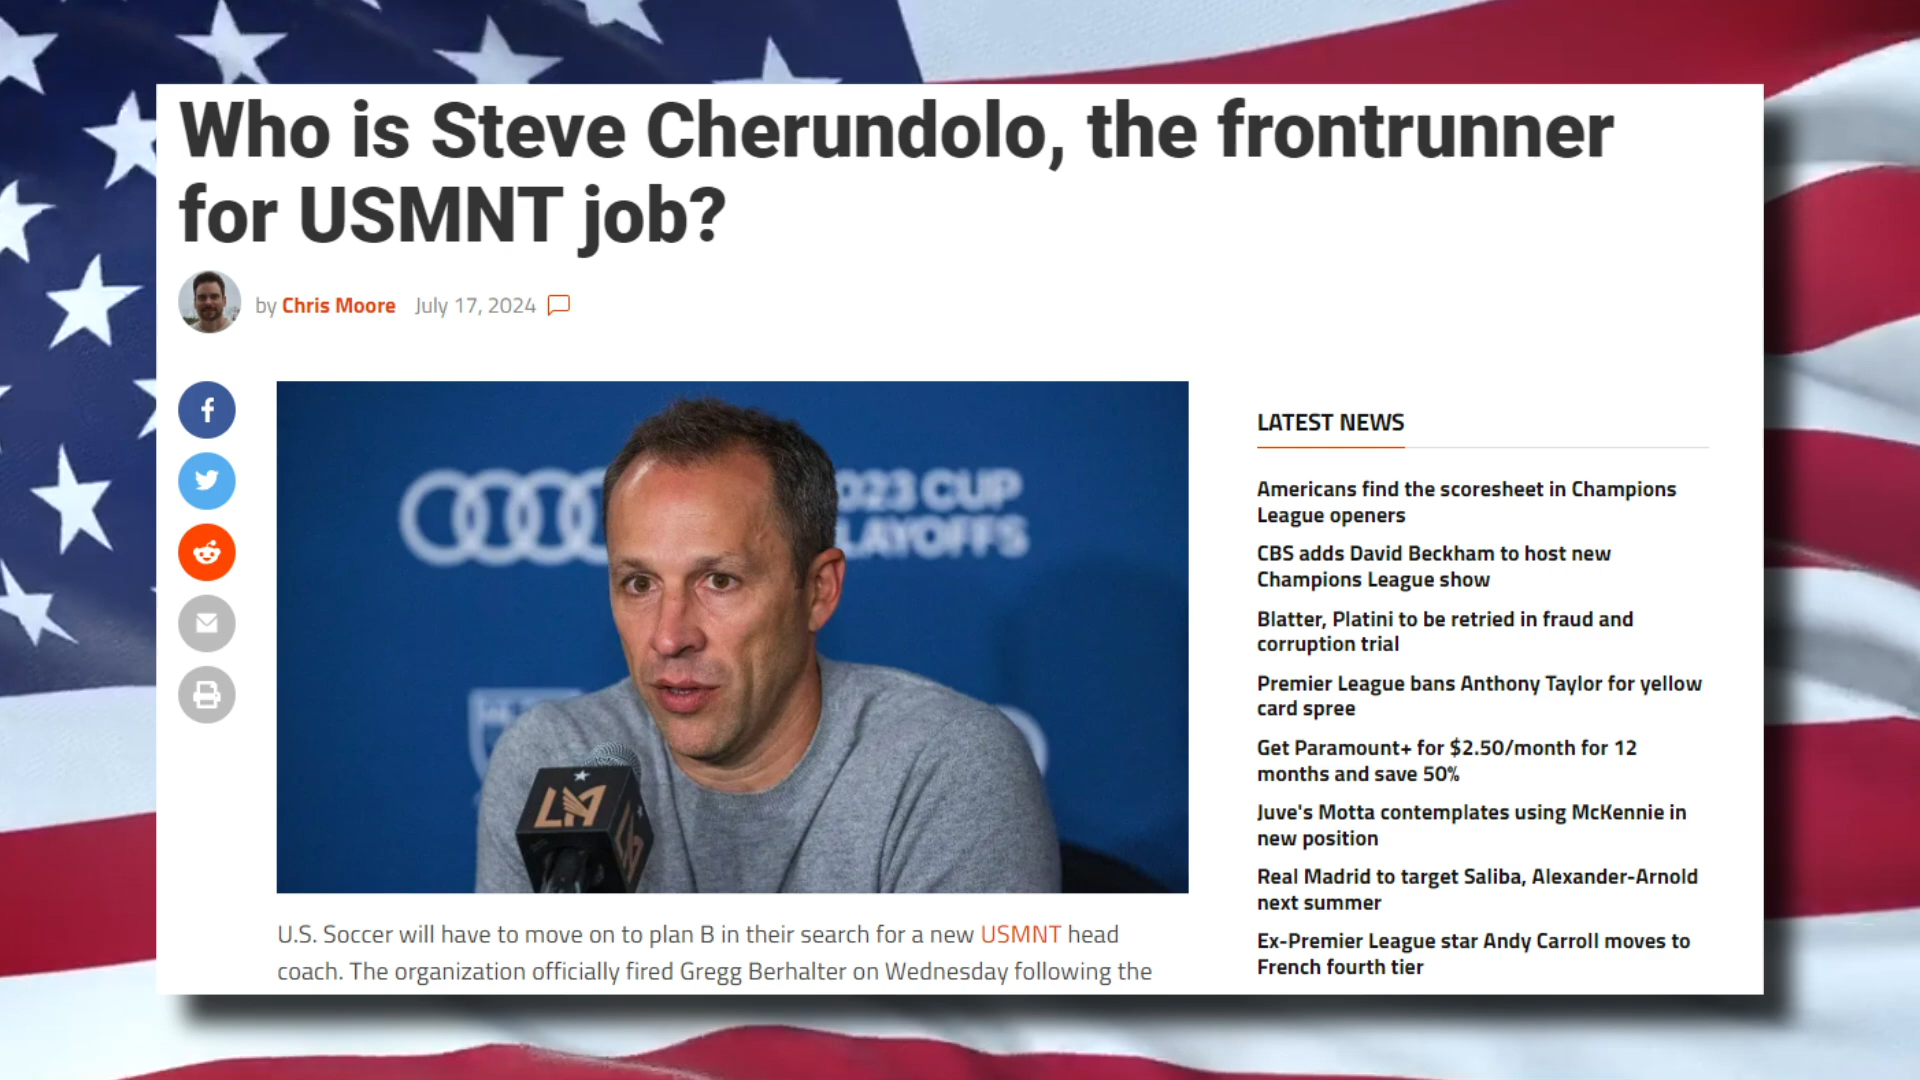 Who is Steve Cherundolo, the frontrunner
for USMNT job?
by Chris Moore July 17, 2024
023 CUP
LAYOFFS
LATEST NEWS
Americans find the scoresheet in Champions
League openers
CBS adds David Beckham to host new
Champions League show
Blatter, Platini to be retried in fraud and
corruption trial
Premier League bans Anthony Taylor for yellow
card spree
Get Paramount+ for $2.50/month for 12
months and save 50%
Juve's Motta contemplates using McKennie in
new position
Real Madrid to target Saliba, Alexander-Arnold
next summer
Ex-Premier League star Andy Carroll moves to
French fourth tier
LA
U.S. Soccer will have to move on to plan B in their search for a new USMNT head
coach. The organization officially fired Gregg Berhalter on Wednesday following the